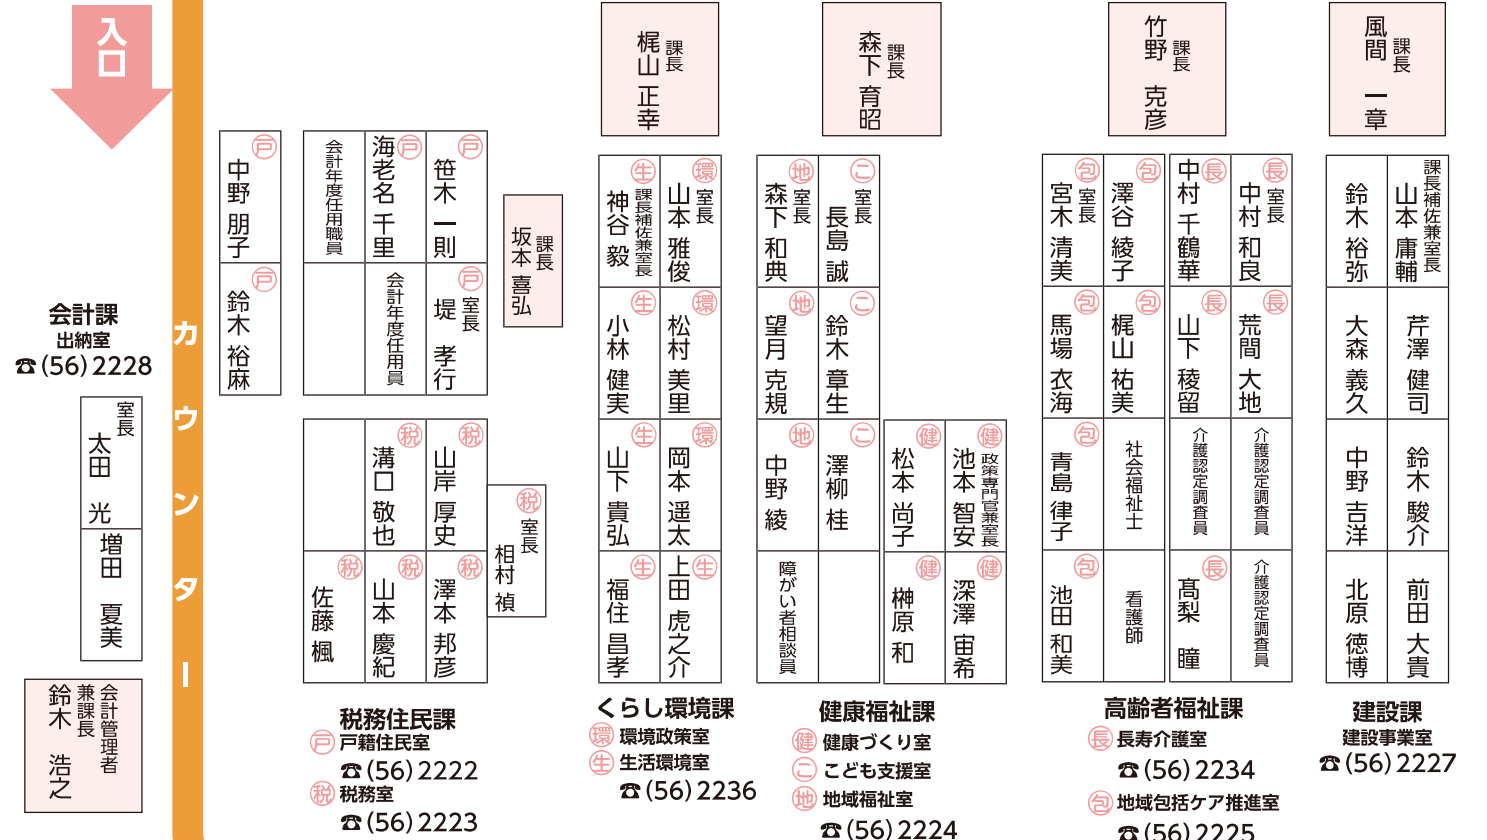 入口
カウンター
会計課
出納室
☎(56)2228
室長
太田 光
増田 夏美
会計管理者
兼課長
鈴木 浩之
戸
中野 朋子
戸
鈴木 裕麻
会計年度任用職員
戸
海老名 千里
戸
笹木 一則
会計年度任用員
戸
室長
堤 孝行
課長
坂本 喜弘
税
溝口 敬也
税
山岸 厚史
税
室長
相村 禎
税
佐藤 楓
税
山本 慶紀
税
澤本 邦彦
税務住民課
戸 戸籍住民室
☎(56)2222
税 税務室
☎(56)2223
課長
梶山 正幸
生
課長補佐兼室長
神谷 毅
環
室長
山本 雅俊
生
小林 健実
環
松村 美里
生
山下 貴弘
環
岡本 遥太
生
福住 昌孝
生
上田 虎之介
くらし環境課
環 環境政策室
生 生活環境室
☎(56)2236
課長
森下 育昭
地
室長
森下 和典
こ
室長
長島 誠
地
望月 克規
こ
鈴木 章生
地
中野 綾
こ
澤柳 桂
健
松本 尚子
健
政策専門官兼室長
池本 智安
障がい者相談員
健
榊原 和
健
深澤 宙希
健康福祉課
健 健康づくり室
こ こども支援室
地 地域福祉室
☎(56)2224
課長
竹野 克彦
包
室長
宮木 清美
包
澤谷 綾子
長
中村 千鶴華
長
室長
中村 和良
包
馬場 衣海
包
梶山 祐美
長
山下 稜留
長
荒間 大地
包
青島 律子
社会福祉士
介護認定調査員
介護認定調査員
包
池田 和美
看護師
長
髙梨 瞳
介護認定調査員
高齢者福祉課
長 長寿介護室
☎(56)2234
包 地域包括ケア推進室
☎(56)2225
課長
風間 一章
鈴木 裕弥
課長補佐兼室長
山本 庸輔
大森 義久
芹澤 健司
中野 吉洋
鈴木 駿介
北原 徳博
前田 大貴
建設課
建設事業室
☎(56)2227